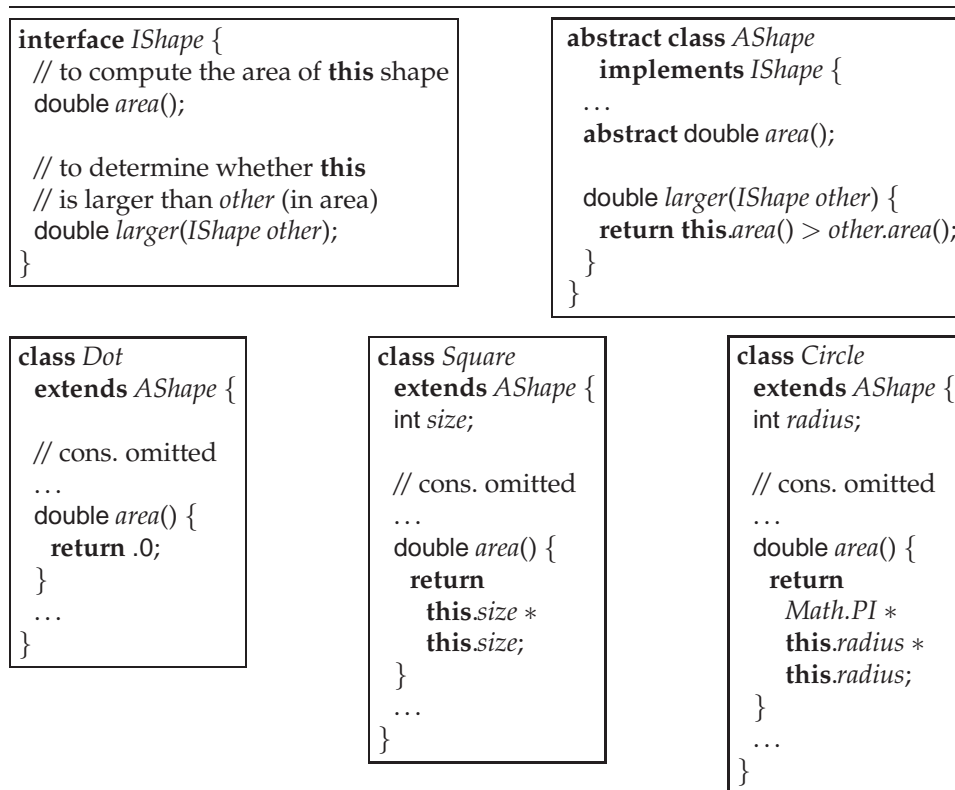 interface IShape {
// to compute the area of this shape
double area();
// to determine whether this
// is larger than other (in area)
double larger(IShape other);
}
abstract class AShape
implements IShape {
...
abstract double area();
double larger(IShape other) {
return this.area() > other.area();
}
}
class Dot
extends AShape {
// cons. omitted
...
double area() {
return .0;
}
...
}
class Square
extends AShape {
int size;
// cons. omitted
...
double area() {
return
this.size ∗
this.size;
}
...
}
class Circle
extends AShape {
int radius;
// cons. omitted
...
double area() {
return
Math.PI ∗
this.radius ∗
this.radius;
}
...
}